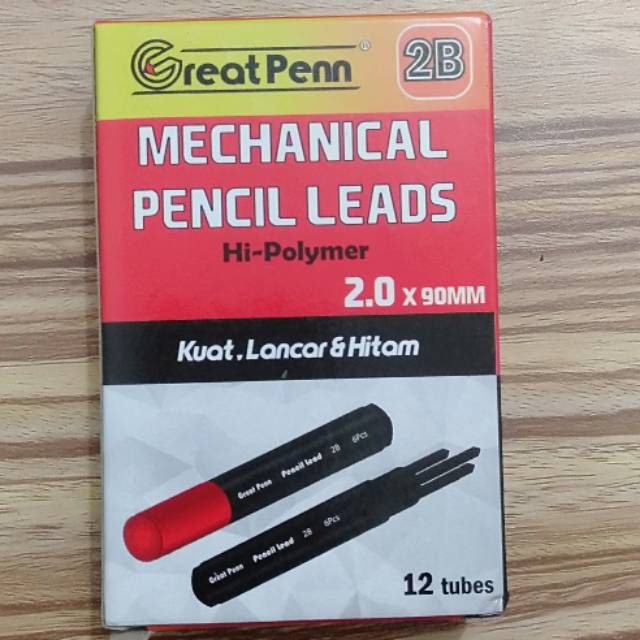 GreatPenn® 2B
MECHANICAL
PENCIL LEADS
Hi-Polymer
2.0 X 90MM
Kuat, Lancar & Hitam
Great Penn Pencil Lead 2B 6Pcs
Great Penn Pencil Lead 2B 6Pcs
12 tubes